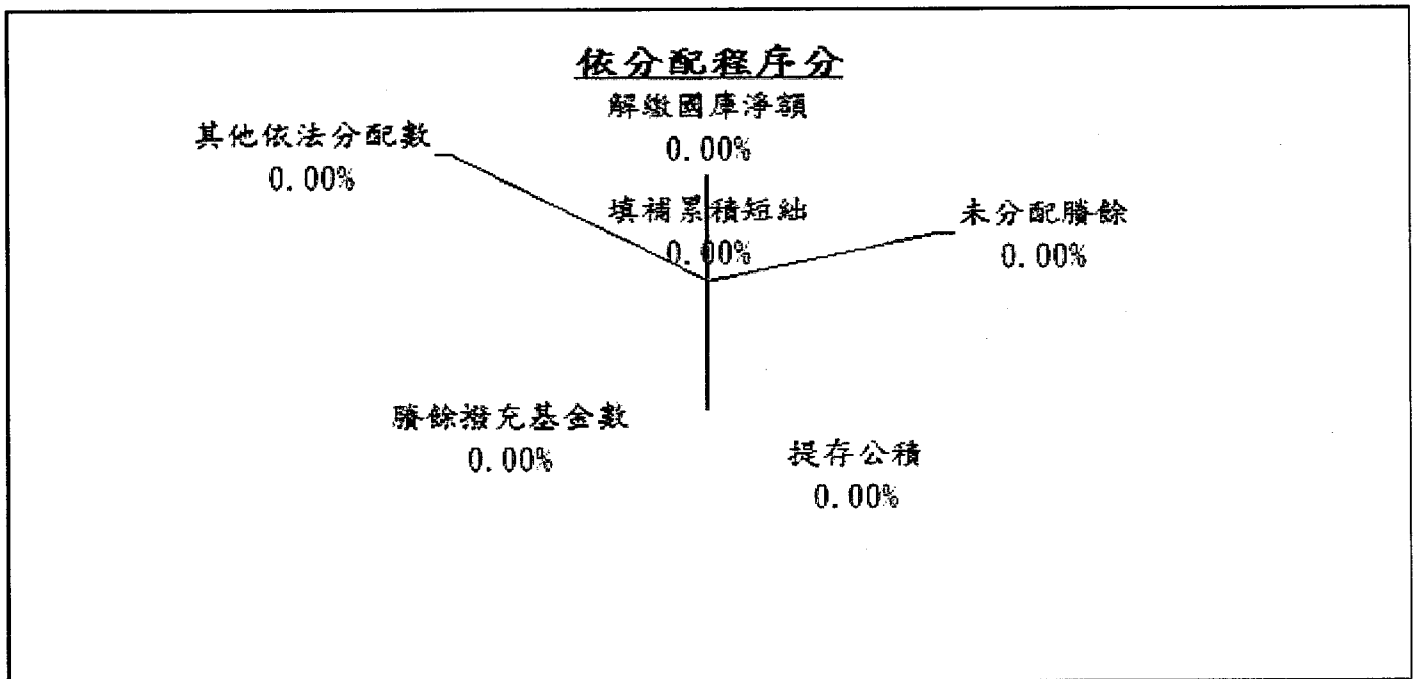 依分配程序分
解繳國庫淨額
0.00%
其他依法分配數
0.00%
填補累積短絀
0.00%
未分配賸餘
0.00%
賸餘撥充基金數
0.00%
提存公積
0.00%